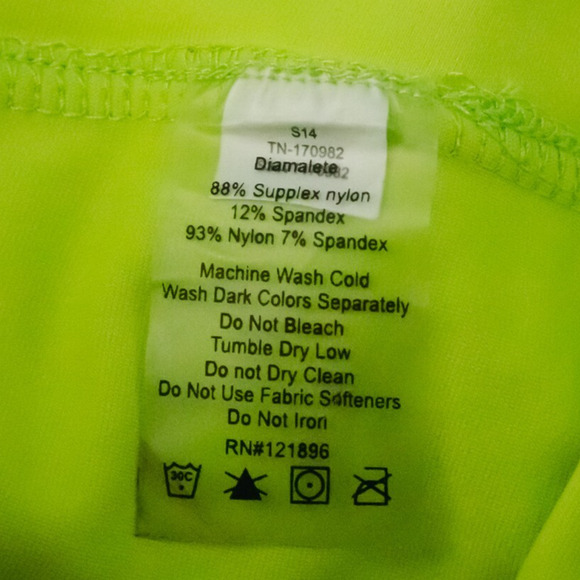 S14
TN-170982
Diamalete
88% Supplex nylon
12% Spandex
93% Nylon 7% Spandex
Machine Wash Cold
Wash Dark Colors Separately
Do Not Bleach
Tumble Dry Low
Do not Dry Clean
Do Not Use Fabric Softeners
Do Not Iron
RN#121896
30C